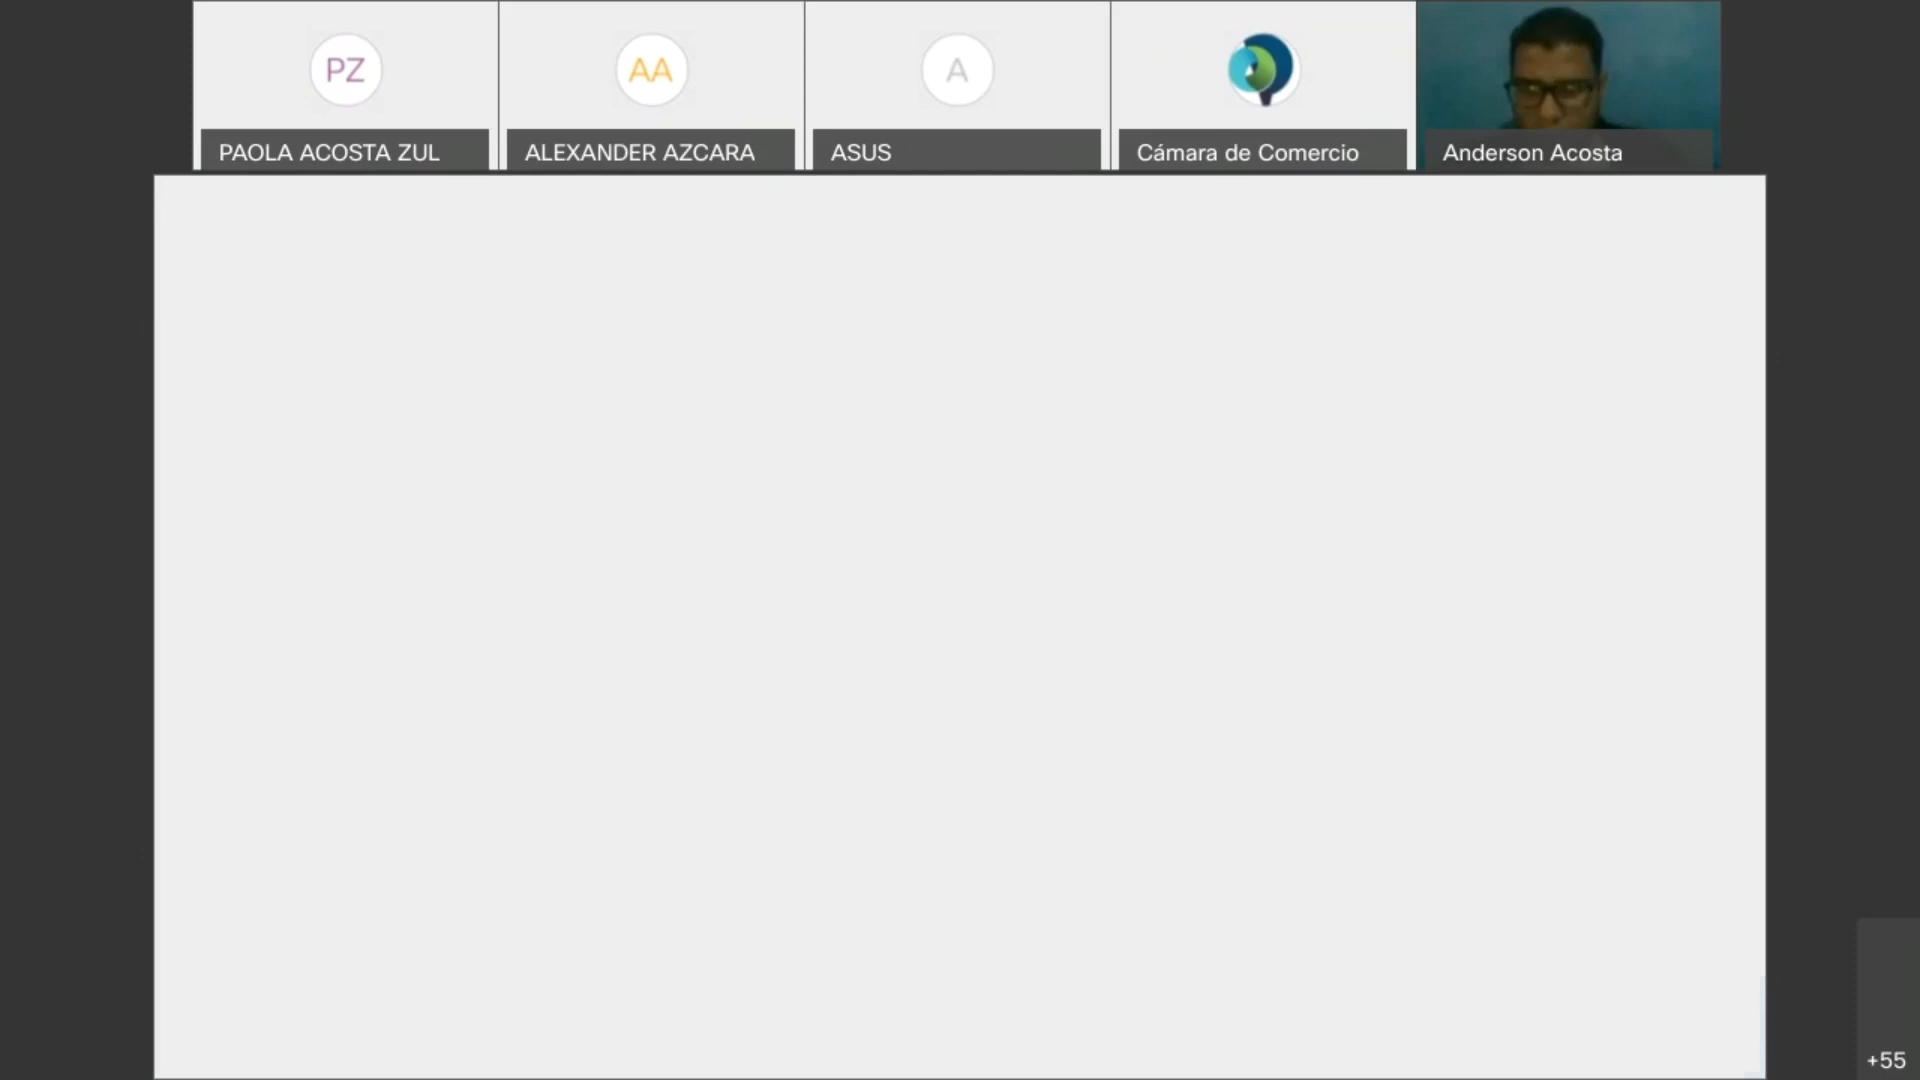 PZ
AA
A
PAOLA ACOSTA ZUL
ALEXANDER AZCARA
ASUS
Cámara de Comercio
Anderson Acosta
+55